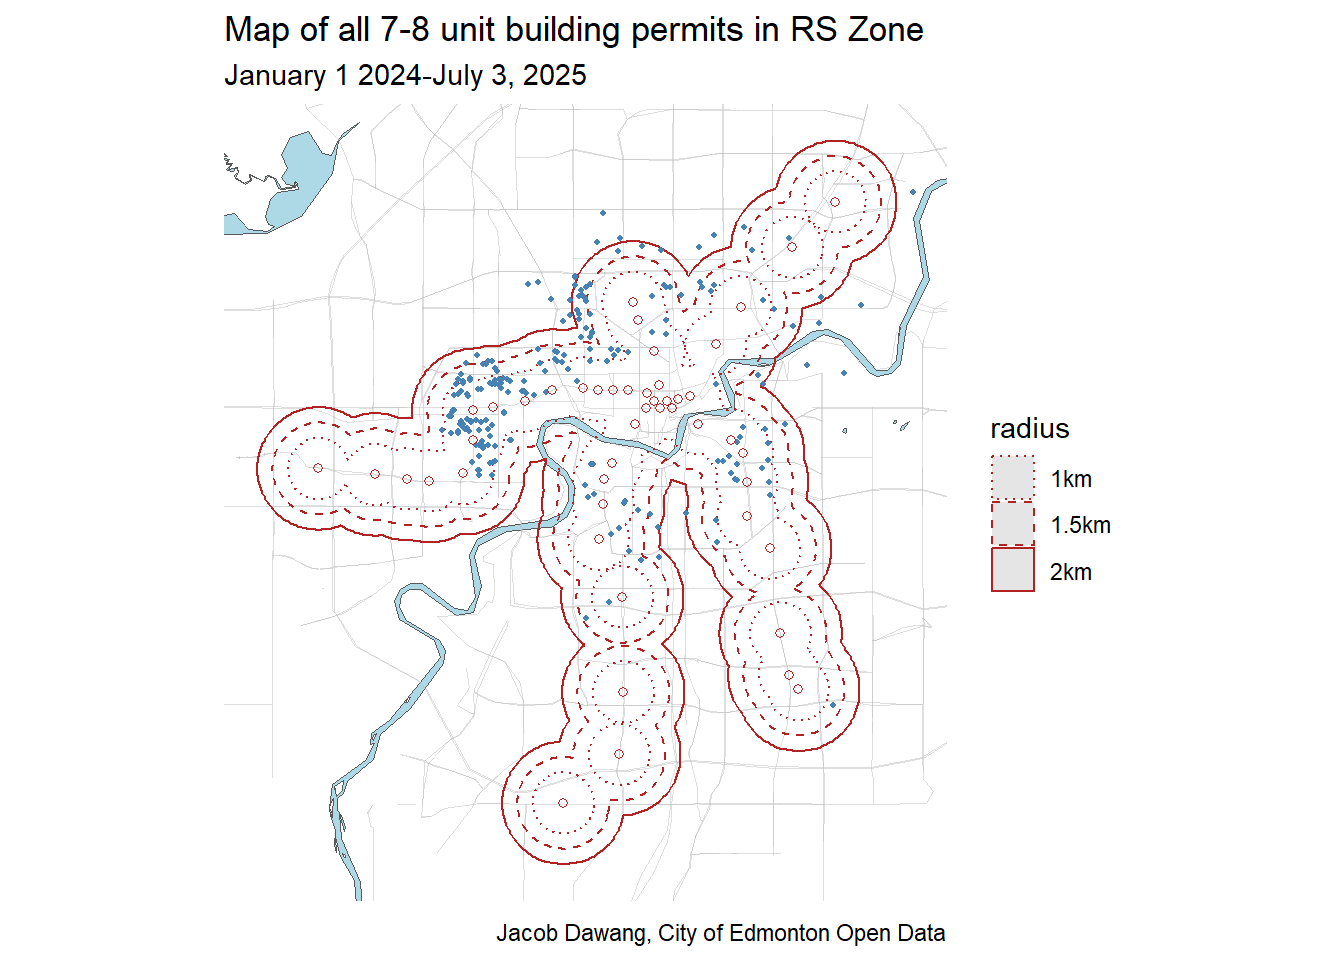 Map of all 7-8 unit building permits in RS Zone
January 1 2024-July 3, 2025
radius
1km
1.5km
2km
Jacob Dawang, City of Edmonton Open Data